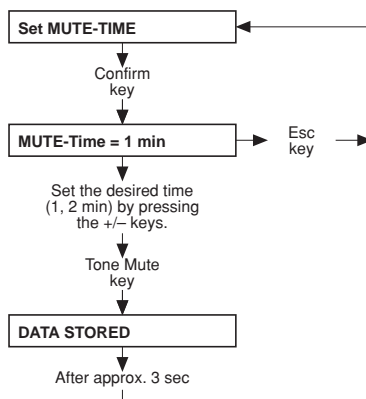 Set MUTE-TIME
Confirm
key
MUTE-Time = 1 min
Esc
key
Set the desired time
(1, 2 min) by pressing
the +/– keys.
Tone Mute
key
DATA STORED
After approx. 3 sec